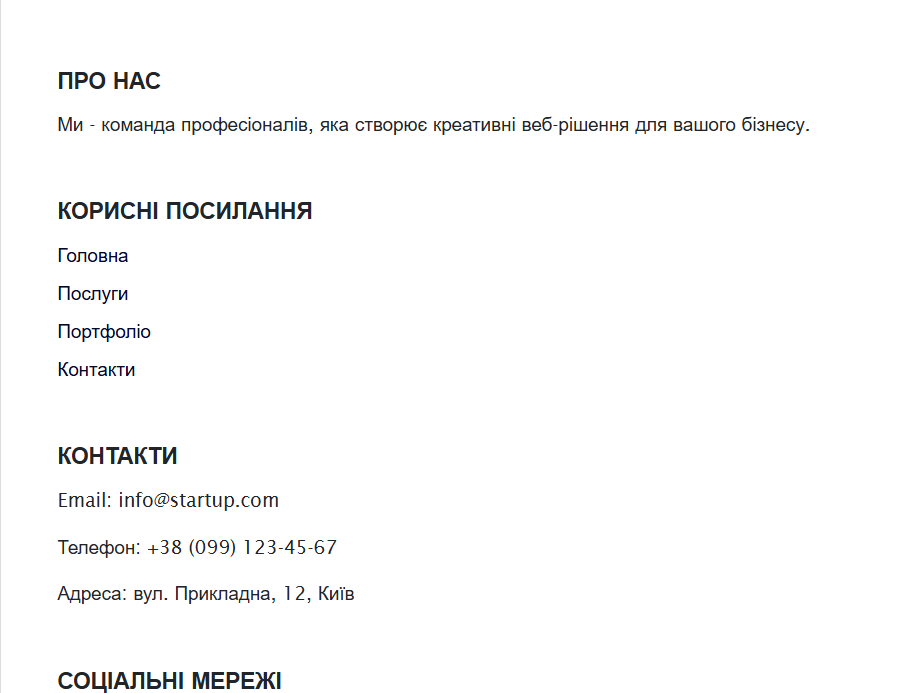 ПРО НАС
Ми - команда професіоналів, яка створює креативні веб-рішення для вашого бізнесу.
КОРИСНІ ПОСИЛАННЯ
Головна
Послуги
Портфоліо
Контакти
КОНТАКТИ
Email: info@startup.com
Телефон: +38 (099) 123-45-67
Адреса: вул. Прикладна, 12, Київ
СОЦІАЛЬНІ МЕРЕЖІ